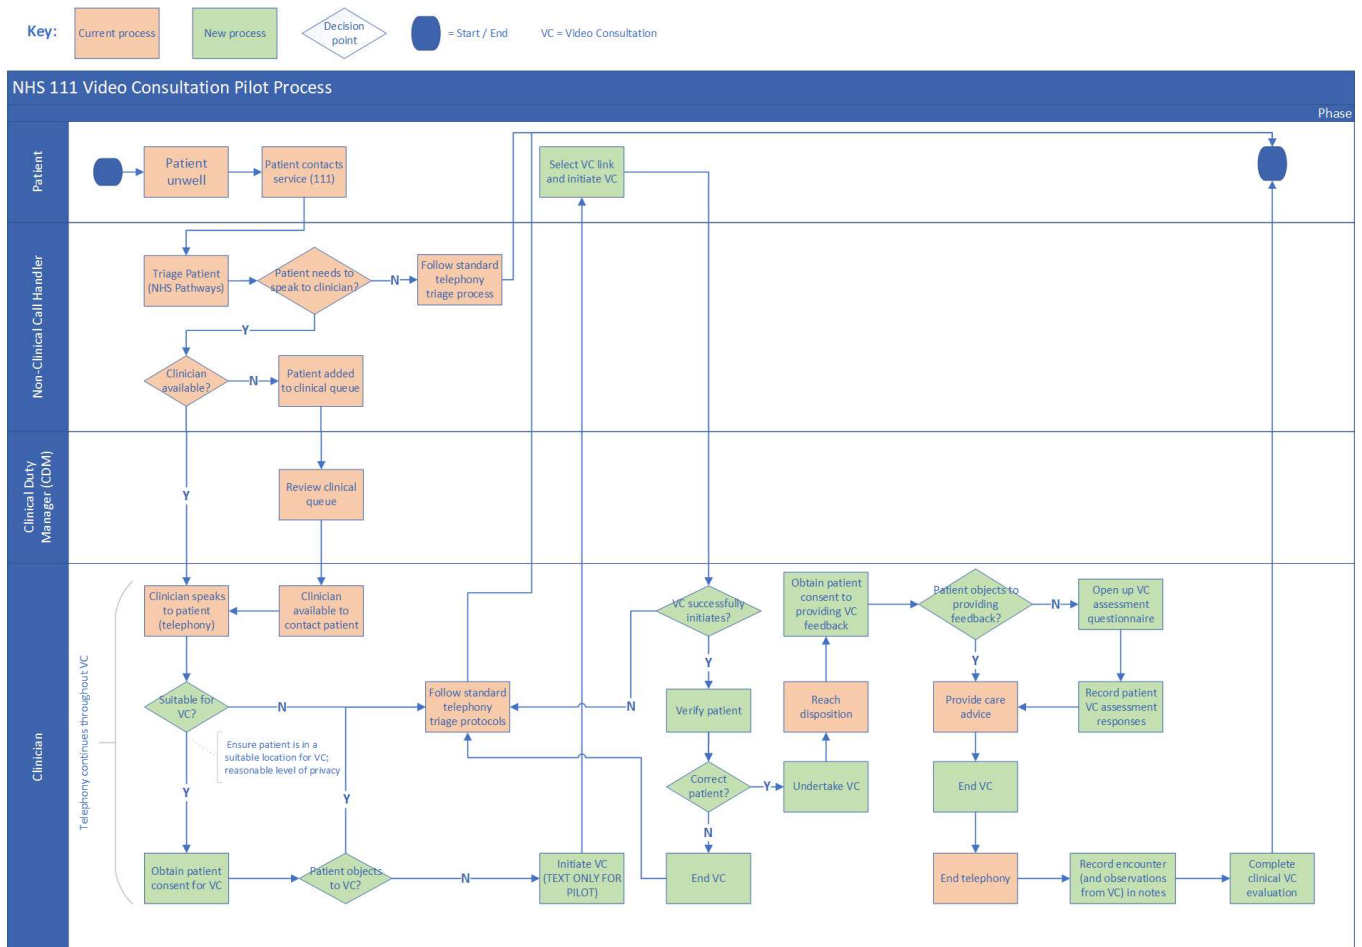 Key:
Current process
New process
Decision
point
= Start / End
VC = Video Consultation
NHS 111 Video Consultation Pilot Process
Phase
Patient
Patient
unwell
Patient contacts
service (111)
Select VC link
and initiate VC
Non-Clinical Call Handler
Triage Patient
(NHS Pathways)
Patient needs to
speak to clinician?
N
Follow standard
telephony
triage process
Y
Clinician
available?
N
Patient added
to clinical queue
Clinical Duty
Manager (CDM)
Y
Review clinical
queue
Clinician
Telephony continues throughout VC
Clinician speaks
to patient
(telephony)
Clinician
available to
contact patient
VC successfully
initiates?
Obtain patient
consent to
providing VC
feedback
Patient objects to
providing
feedback?
N
Open up VC
assessment
questionnaire
Y
Y
Suitable for
VC?
N
Follow standard
telephony
triage protocols
N
Verify patient
Reach
disposition
Provide care
advice
Record patient
VC assessment
responses
Ensure patient is in a
suitable location for VC;
reasonable level of privacy
Y
Y
Correct
patient?
Y
Undertake VC
End VC
N
Obtain patient
consent for VC
Patient objects
to VC?
N
Initiate VC
(TEXT ONLY FOR
PILOT)
End VC
End telephony
Record encounter
(and observations
from VC) in notes
Complete
clinical VC
evaluation